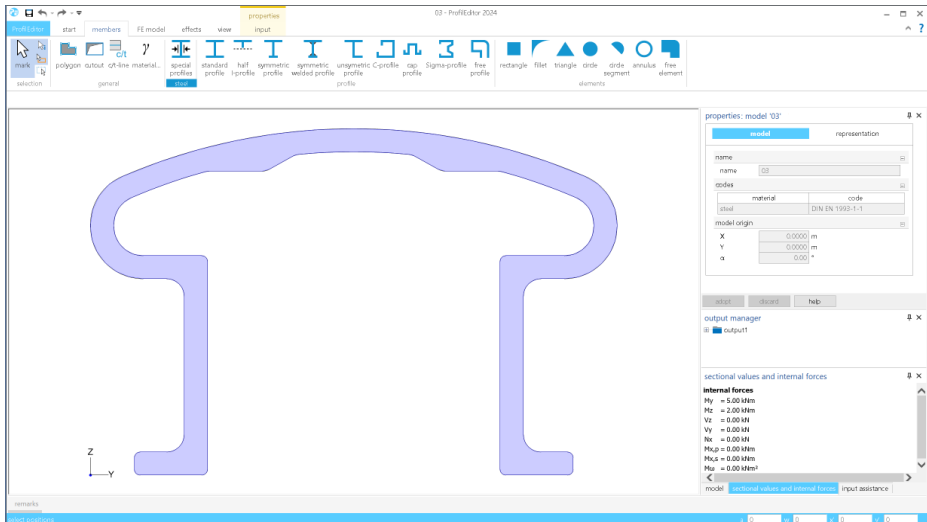 properties
03 - ProfilEditor 2024
ProfilEditor start members FE model effects view input
mark polygon cutout c/t-line material... special profiles standard profile half I-profile symmetric profile symmetric welded profile unsymetric profile C-profile cap profile Sigma-profile free profile rectangle fillet triangle circle circle segment annulus free element
c/t
γ
selection general steel profile elements
properties: model '03'
model representation
name
name 03
codes
material code
steel DIN EN 1993-1-1
model origin
X 0.0000 m
Y 0.0000 m
α 0.00 °
adopt discard help
output manager
output1
sectional values and internal forces
internal forces
My = 5.00 kNm
Mz = 2.00 kNm
Vz = 0.00 kN
Vy = 0.00 kN
Nx = 0.00 kN
Mx,p = 0.00 kNm
Mx,s = 0.00 kNm
Mω = 0.00 kNm²
Z
Y
model sectional values and internal forces input assistance
remarks
select positions
0 0 0 0